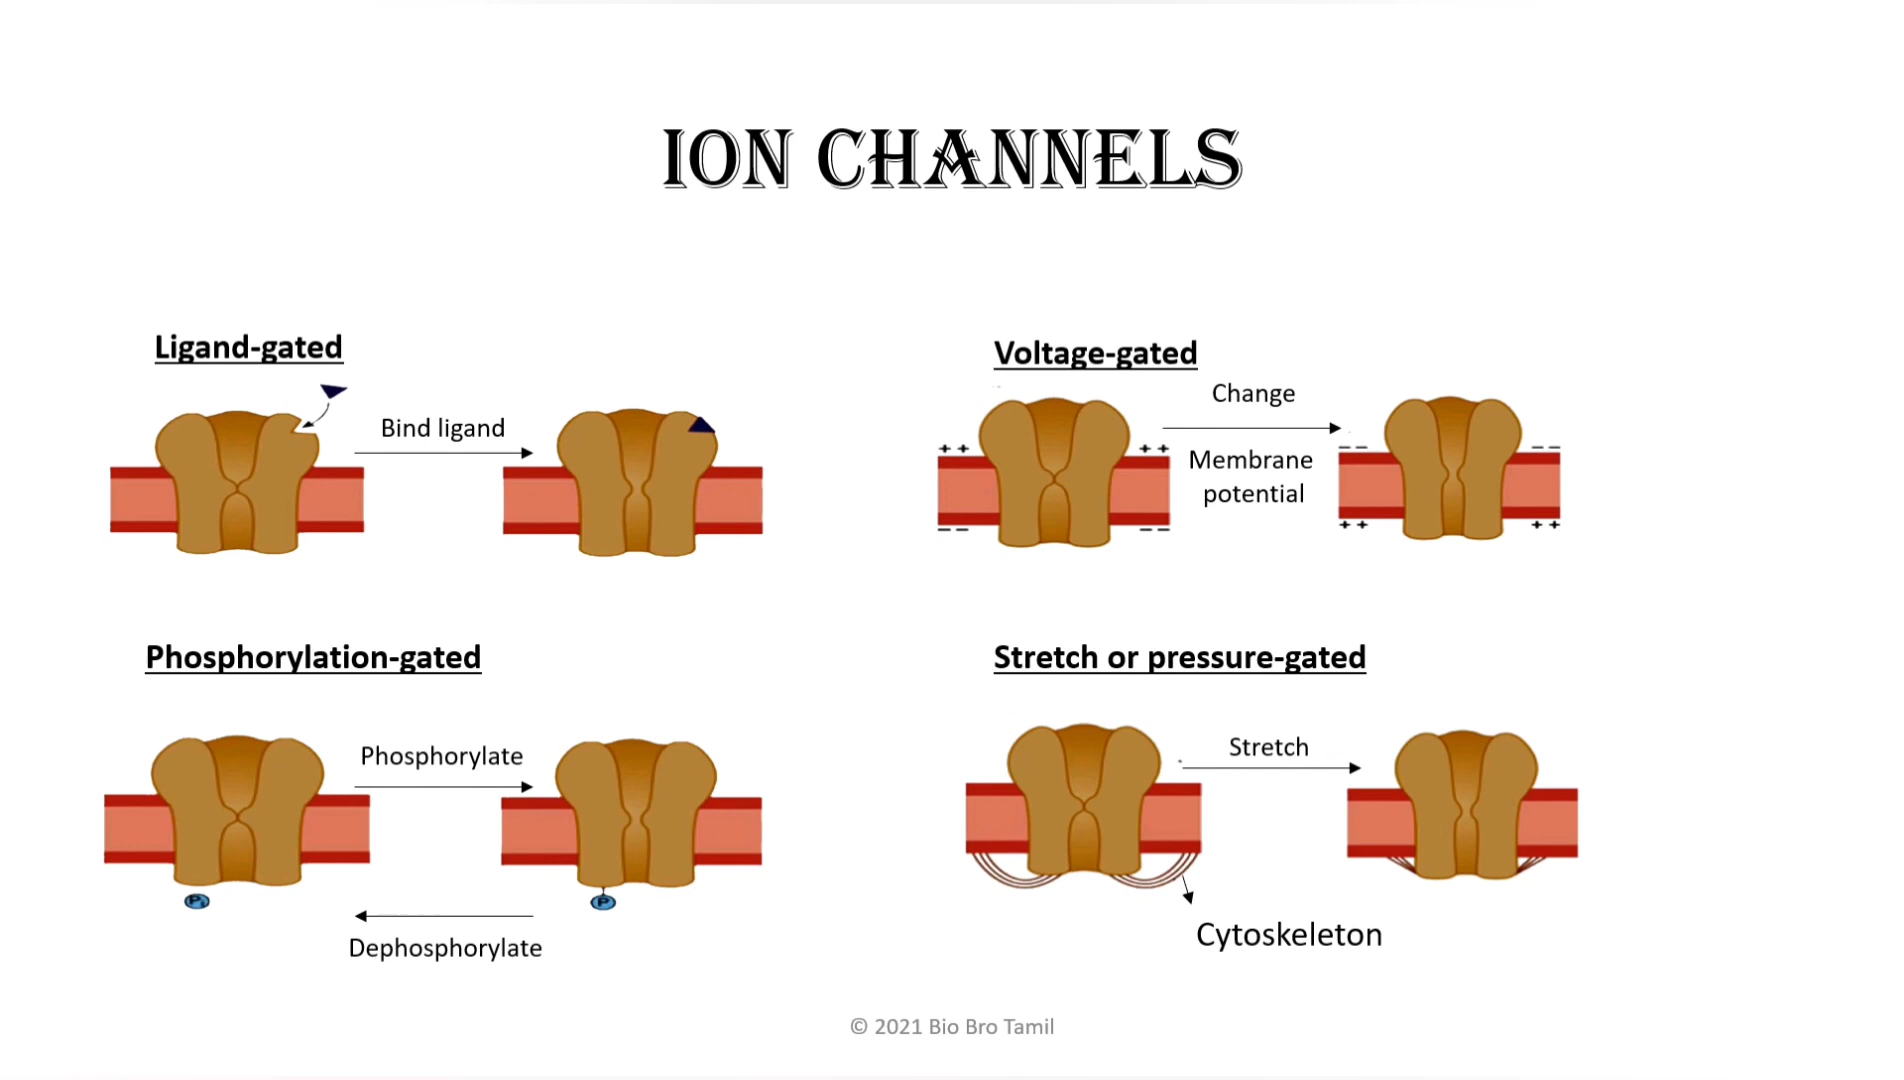 ION CHANNELS
Ligand-gated
Bind ligand
Voltage-gated
Change
Membrane
potential
+ +
+ +
– –
– –
– –
– –
+ +
+ +
Phosphorylation-gated
Phosphorylate
Pi
P
Dephosphorylate
Stretch or pressure-gated
Stretch
Cytoskeleton
© 2021 Bio Bro Tamil